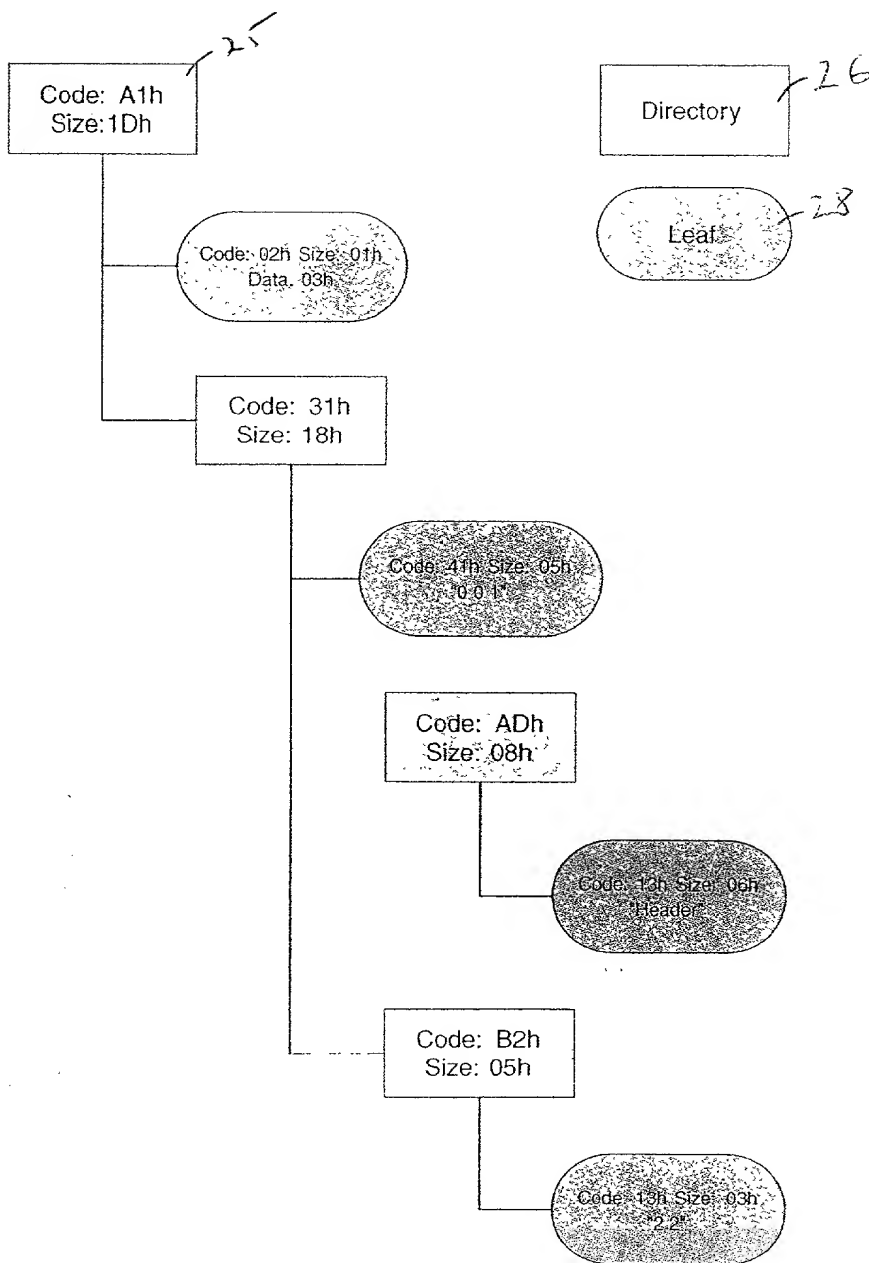 25
Code: A1h
Size:1Dh
Directory
26
Leaf
28
Code: 02h Size: 01h
Data. 03h
Code: 31h
Size: 18h
Code: 41h Size: 05h
"0.0.1"
Code: ADh
Size: 08h
Code: 13h Size: 06h
"Header"
Code: B2h
Size: 05h
Code: 13h Size: 03h
"2.2"